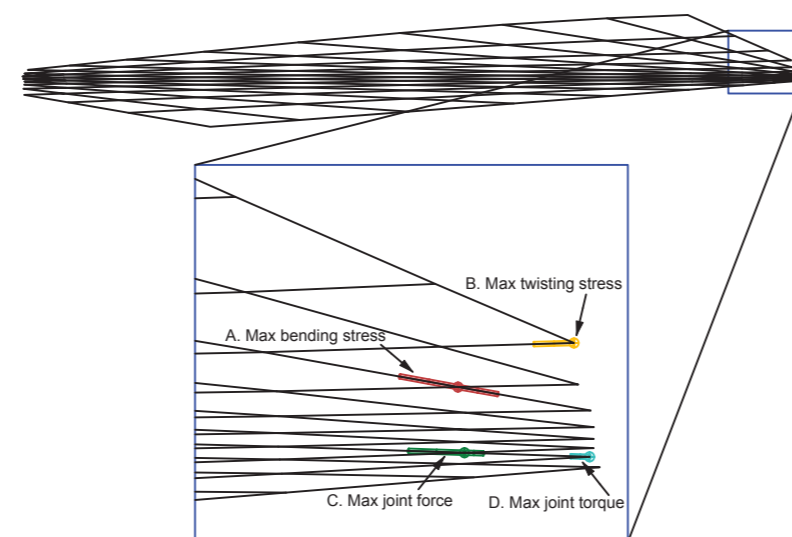 B. Max twisting stress
A. Max bending stress
C. Max joint force
D. Max joint torque